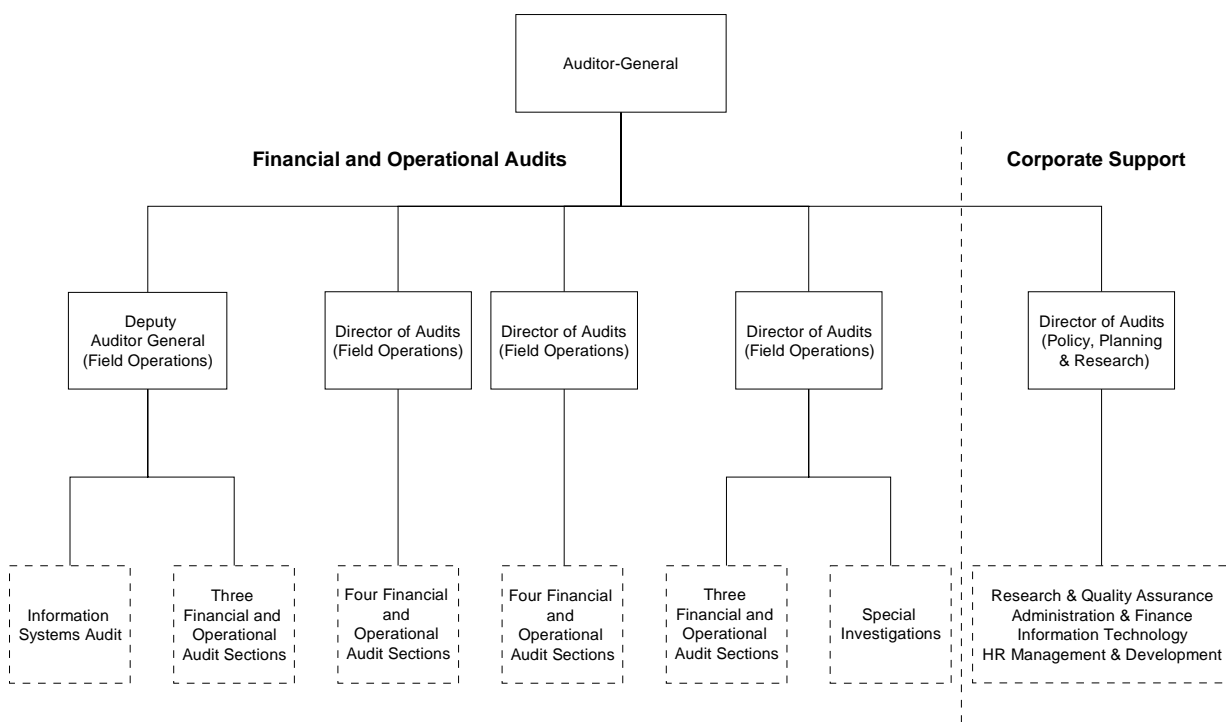 Auditor-General
Financial and Operational Audits
Corporate Support
Deputy
Auditor General
(Field Operations)
Director of Audits
(Field Operations)
Director of Audits
(Field Operations)
Director of Audits
(Field Operations)
Director of Audits
(Policy, Planning
& Research)
Information
Systems Audit
Three
Financial and
Operational
Audit Sections
Four Financial
and
Operational
Audit Sections
Four Financial
and
Operational
Audit Sections
Three
Financial and
Operational
Audit Sections
Special
Investigations
Research & Quality Assurance
Administration & Finance
Information Technology
HR Management & Development